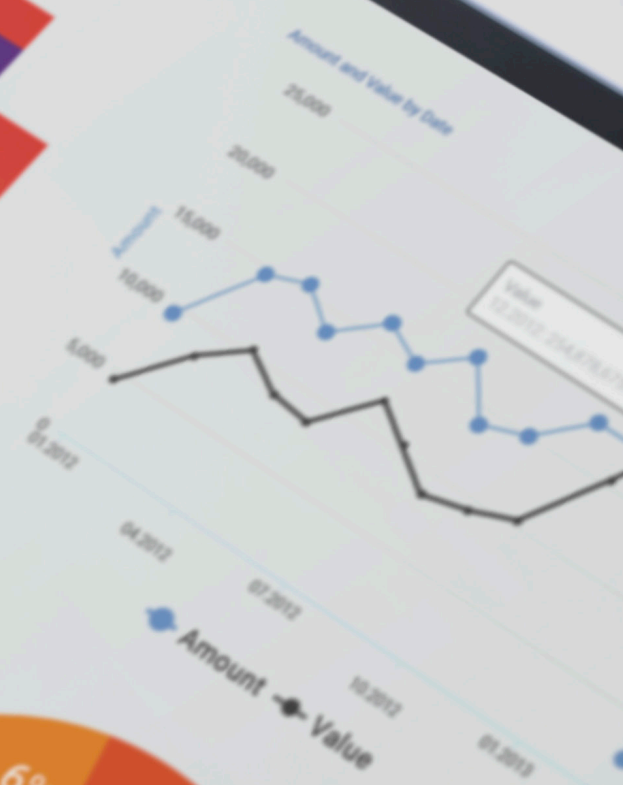 Amount and Value by Date
25,000
20,000
15,000
10,000
5,000
0
Amount
Value
01.2012
04.2012
07.2012
10.2012
01.2013
Amount
Value